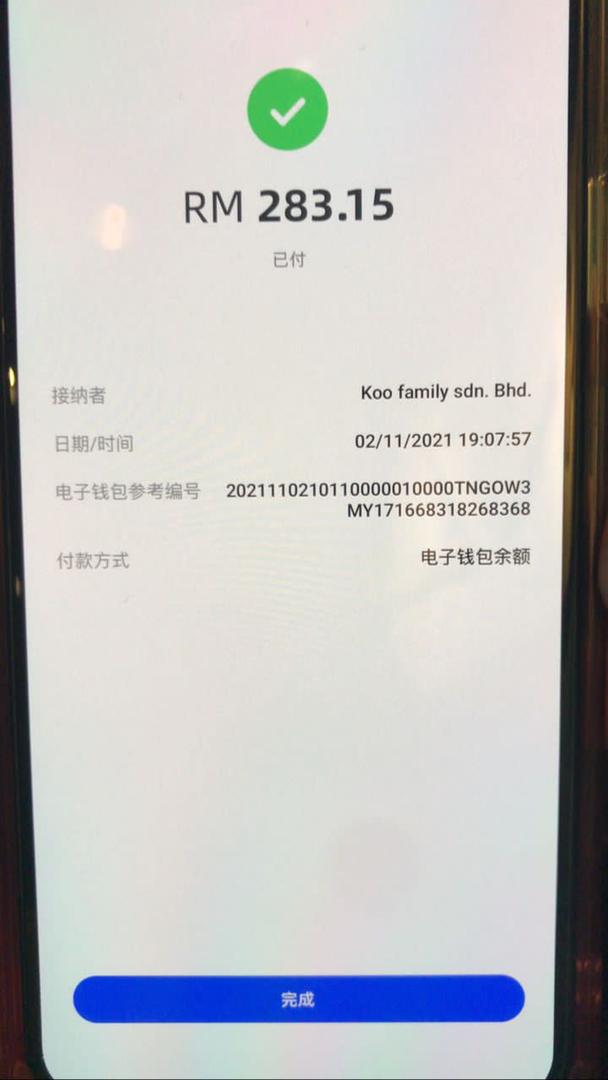 RM 283.15
已付
接纳者 Koo family sdn. Bhd.
日期/时间 02/11/2021 19:07:57
电子钱包参考编号 2021110210110000010000TNGOW3
MY171668318268368
付款方式 电子钱包余额
完成